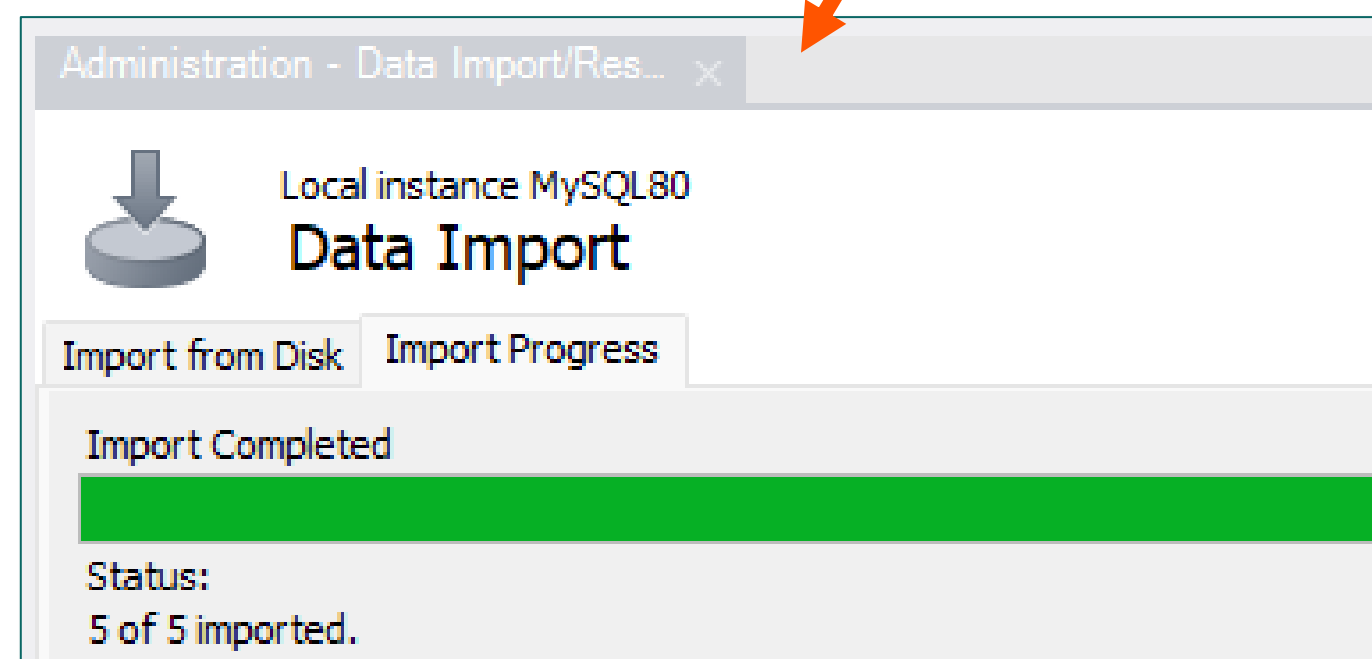 Administration - Data Import/Res...
Local instance MySQL80
Data Import
Import from Disk Import Progress
Import Completed
Status:
5 of 5 imported.